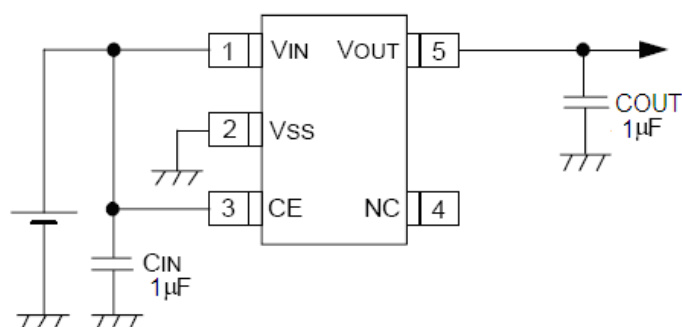 1 VIN VOUT 5
2 VSS
COUT
1µF
3 CE NC 4
CIN
1µF